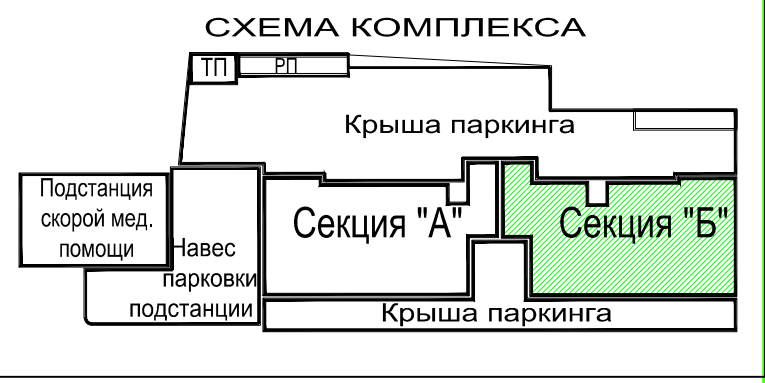 СХЕМА КОМПЛЕКСА
ТП
РП
Крыша паркинга
Подстанция
скорой мед.
помощи
Навес
парковки
подстанции
Секция "А"
Секция "Б"
Крыша паркинга